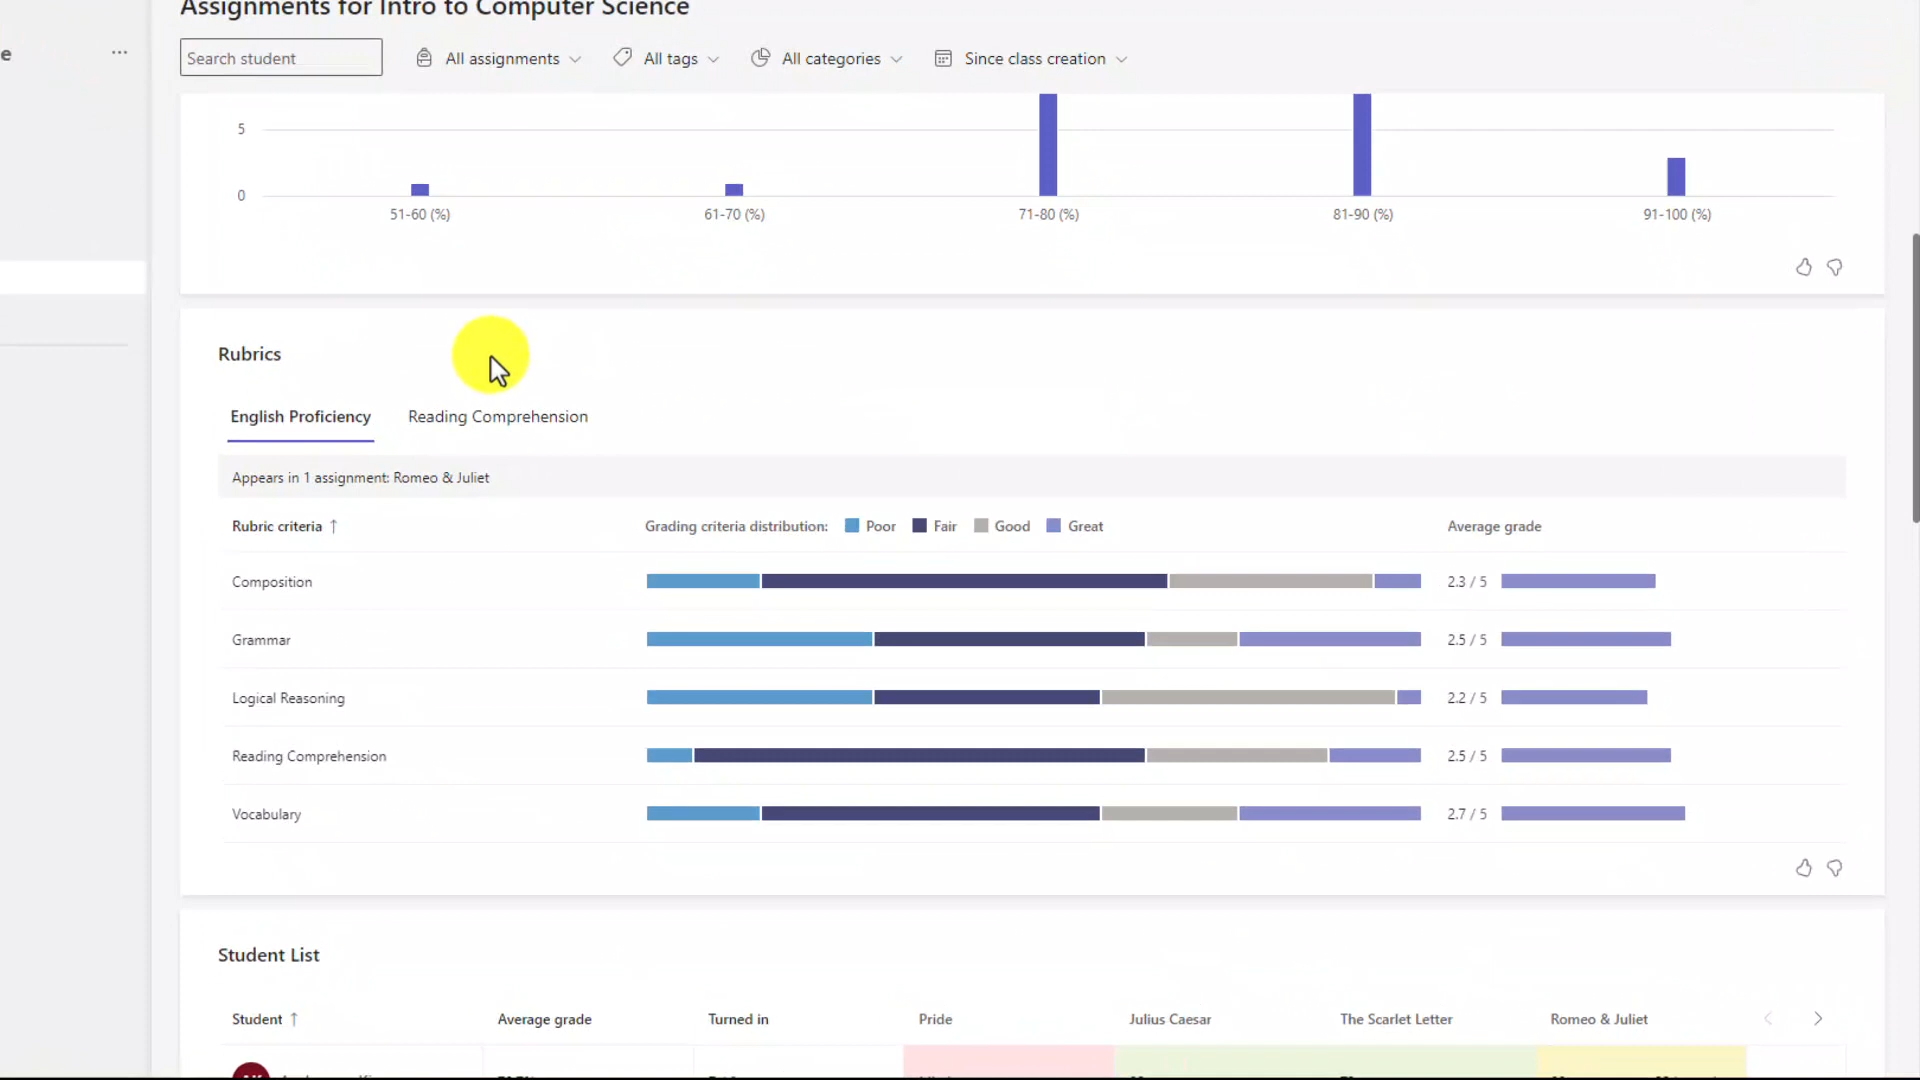 Assignments for Intro to Computer Science
e
Search student
All assignments
All tags
All categories
Since class creation
5
0
51-60 (%)
61-70 (%)
71-80 (%)
81-90 (%)
91-100 (%)
Rubrics
English Proficiency
Reading Comprehension
Appears in 1 assignment: Romeo & Juliet
Rubric criteria ↑
Grading criteria distribution: Poor Fair Good Great
Average grade
Composition
2.3 / 5
Grammar
2.5 / 5
Logical Reasoning
2.2 / 5
Reading Comprehension
2.5 / 5
Vocabulary
2.7 / 5
Student List
Student ↑
Average grade
Turned in
Pride
Julius Caesar
The Scarlet Letter
Romeo & Juliet